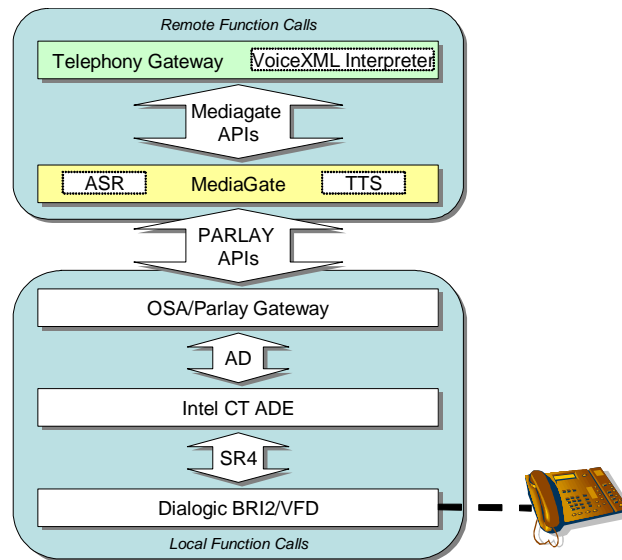 Remote Function Calls
Telephony Gateway VoiceXML Interpreter
Mediagate
APIs
ASR MediaGate TTS
PARLAY
APIs
OSA/Parlay Gateway
AD
Intel CT ADE
SR4
Dialogic BRI2/VFD
Local Function Calls